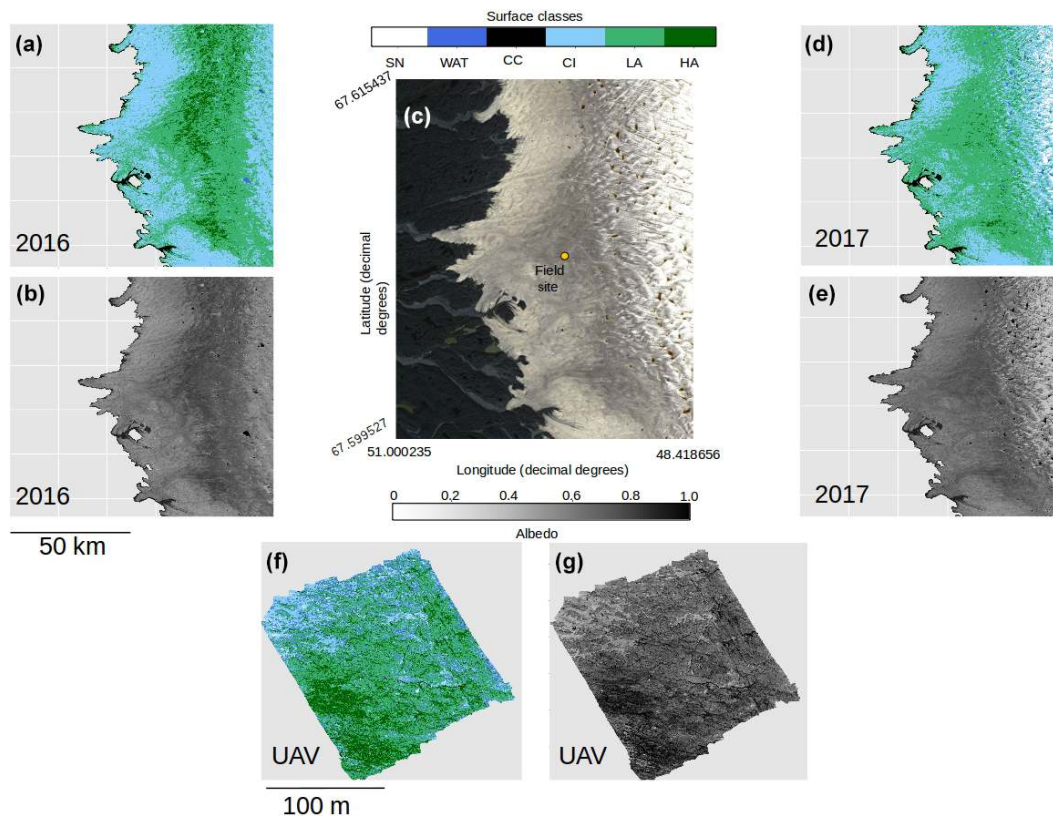 Surface classes
SN WAT CC CI LA HA
(a)
2016
(b)
2016
50 km
67.615437
(c)
Latitude (decimal
degrees)
Field
site
67.599527
51.000235 48.418656
Longitude (decimal degrees)
0 0,2 0.4 0,6 0.8 1.0
Albedo
(d)
2017
(e)
2017
(f)
UAV
100 m
(g)
UAV